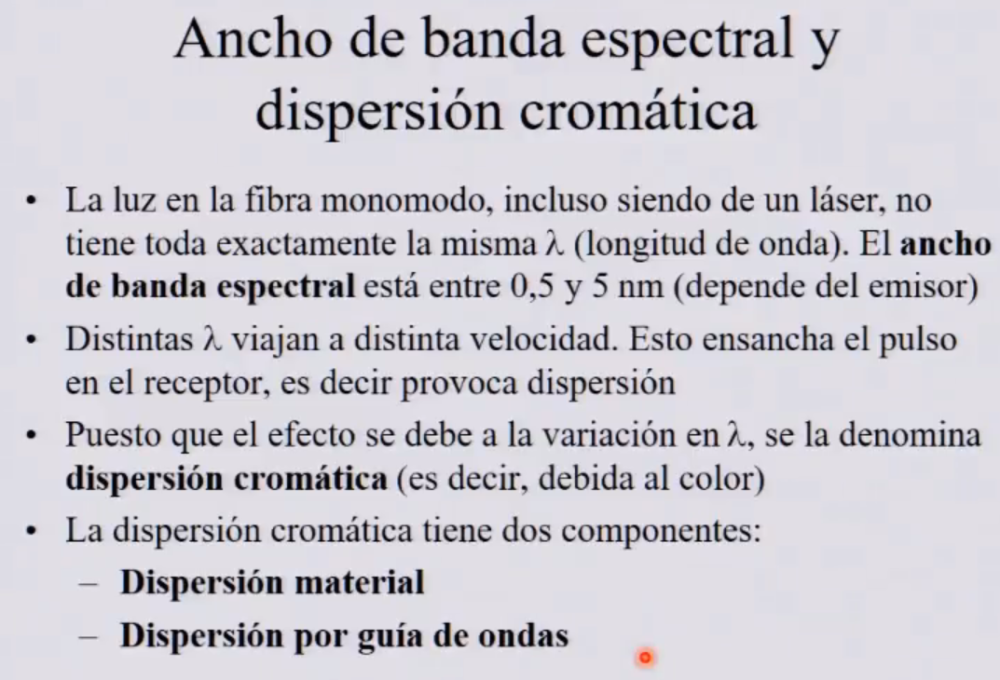 Ancho de banda espectral y
dispersión cromática
• La luz en la fibra monomodo, incluso siendo de un láser, no
tiene toda exactamente la misma λ (longitud de onda). El ancho
de banda espectral está entre 0,5 y 5 nm (depende del emisor)
• Distintas λ viajan a distinta velocidad. Esto ensancha el pulso
en el receptor, es decir provoca dispersión
• Puesto que el efecto se debe a la variación en λ, se la denomina
dispersión cromática (es decir, debida al color)
• La dispersión cromática tiene dos componentes:
– Dispersión material
– Dispersión por guía de ondas